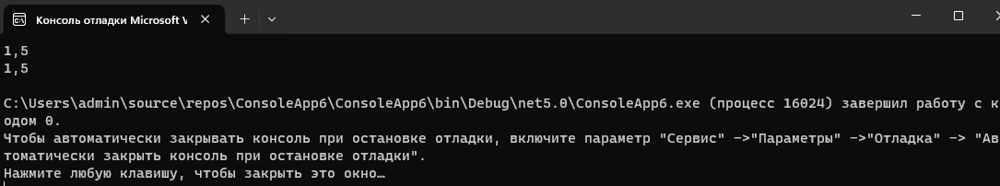 Консоль отладки Microsoft V
1,5
1,5
C:\Users\admin\source\repos\ConsoleApp6\ConsoleApp6\bin\Debug\net5.0\ConsoleApp6.exe (процесс 16024) завершил работу с к
одом 0.
Чтобы автоматически закрывать консоль при остановке отладки, включите параметр "Сервис" ->"Параметры" ->"Отладка" -> "Ав
томатически закрыть консоль при остановке отладки".
Нажмите любую клавишу, чтобы закрыть это окно…